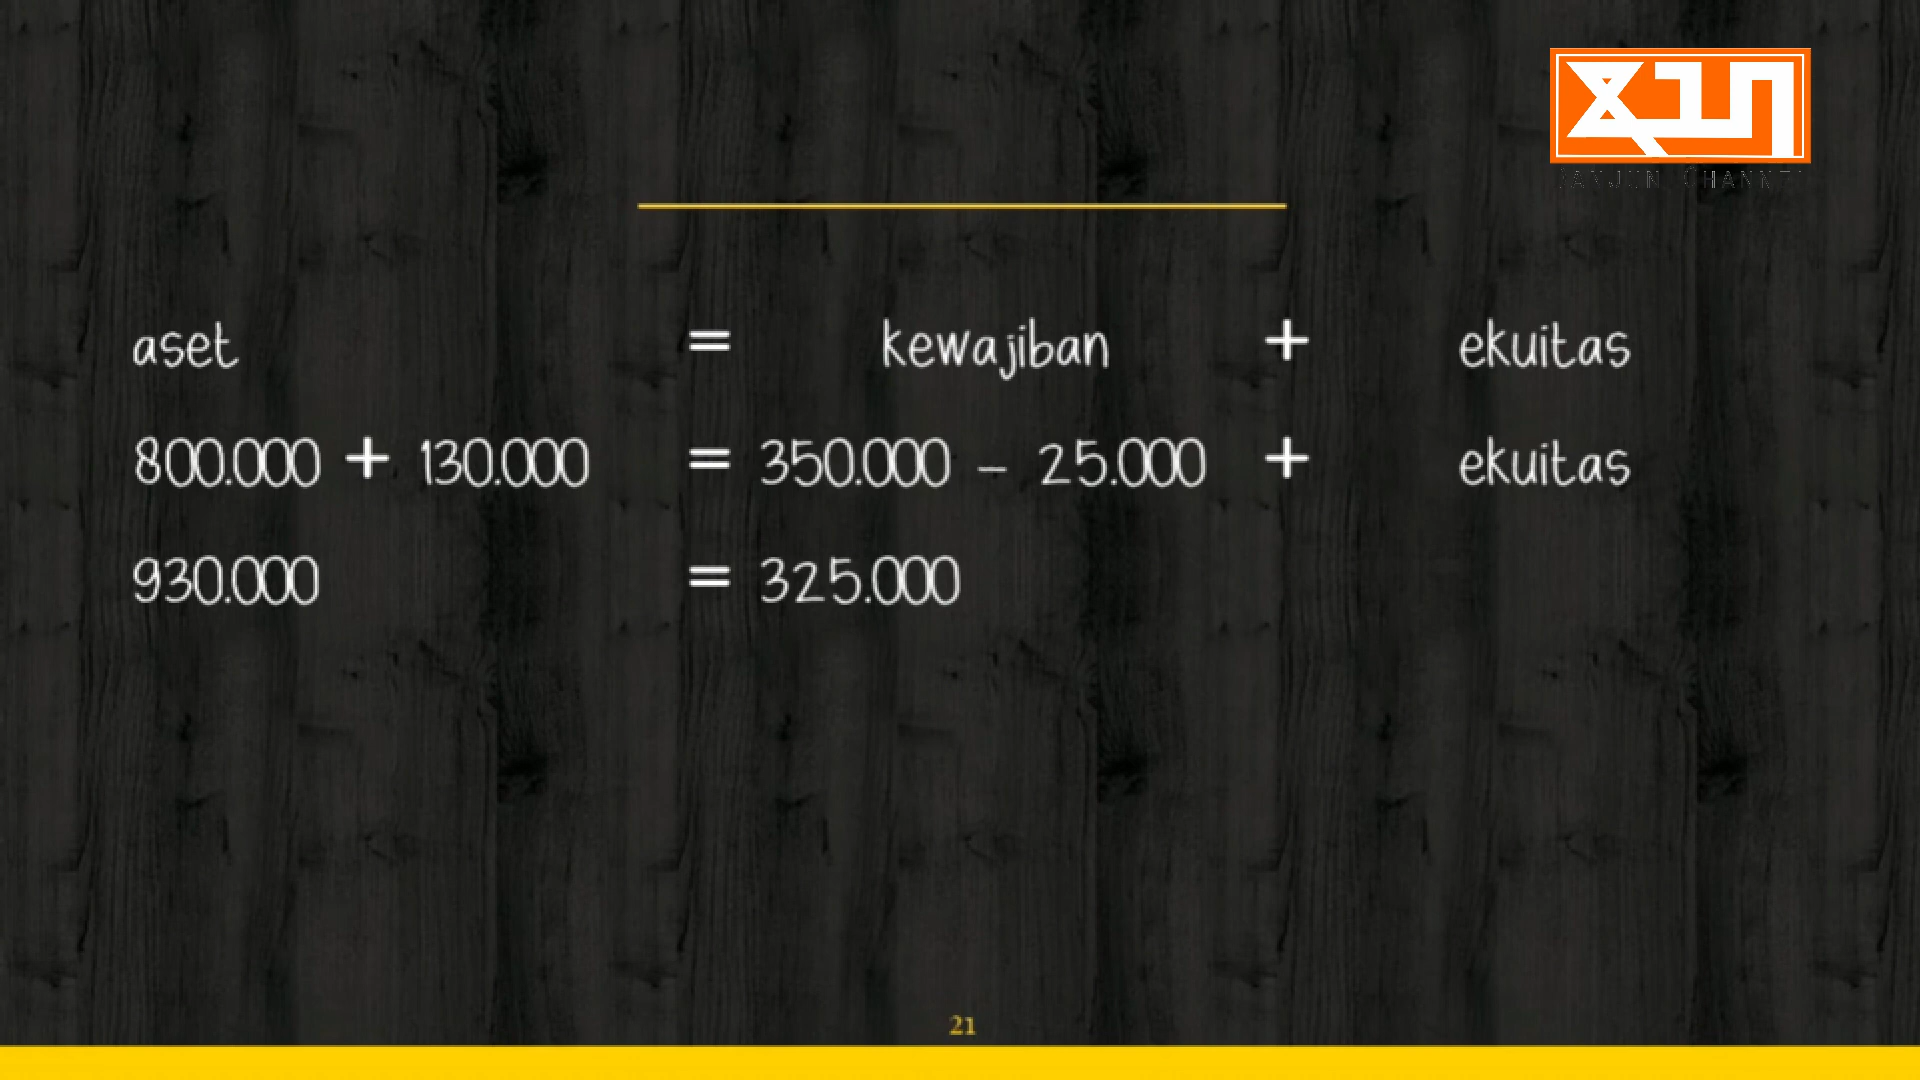 aset = kewajiban + ekuitas
800.000 + 130.000 = 350.000 – 25.000 + ekuitas
930.000 = 325.000
21